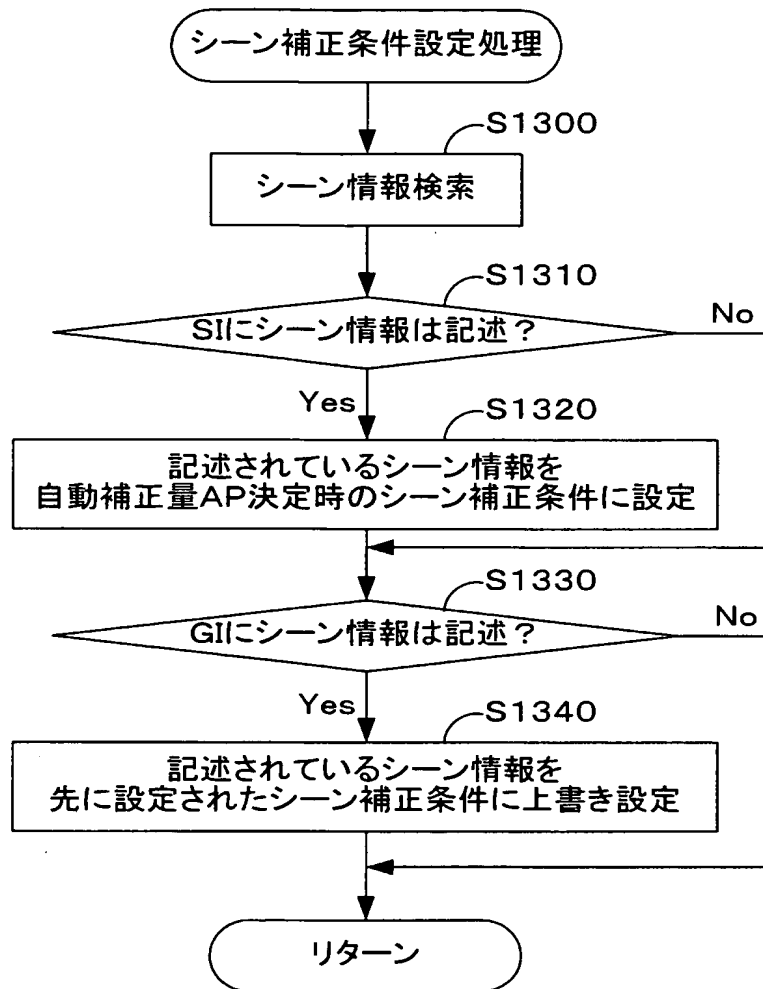 シーン補正条件設定処理
S1300
シーン情報検索
S1310
SIにシーン情報は記述？
No
Yes
S1320
記述されているシーン情報を
自動補正量AP決定時のシーン補正条件に設定
S1330
GIにシーン情報は記述？
No
Yes
S1340
記述されているシーン情報を
先に設定されたシーン補正条件に上書き設定
リターン